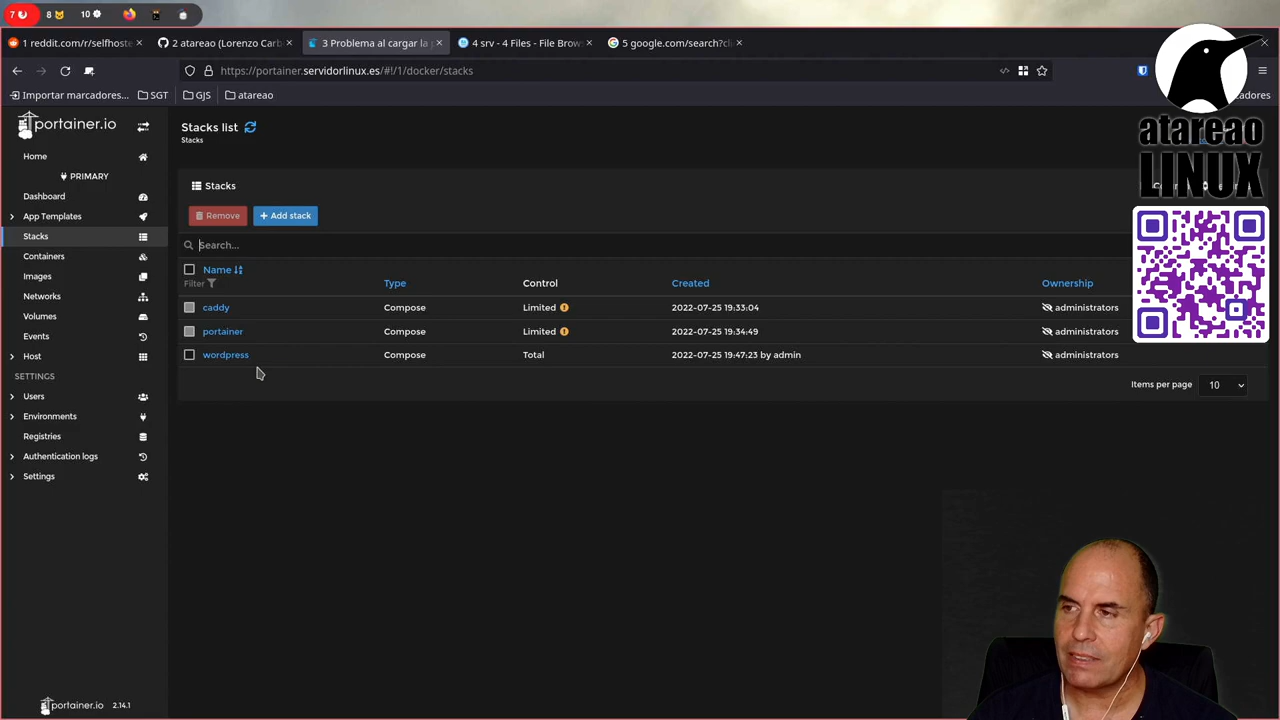 7
8
10
1 reddit.com/r/selfhoste
2 atareao (Lorenzo Carb
3 Problema al cargar la p
4 srv - 4 Files - File Brow
5 google.com/search?cli
https://portainer.servidorlinux.es/#!/1/docker/stacks
Importar marcadores...
SGT
GJS
atareao
cadores
atareao
LINUX
portainer.io
Home
PRIMARY
Dashboard
App Templates
Stacks
Containers
Images
Networks
Volumes
Events
Host
SETTINGS
Users
Environments
Registries
Authentication logs
Settings
portainer.io 2.14.1
Stacks list
Stacks
Stacks
Remove
Add stack
Search...
Name Type Control Created Ownership
Filter
caddy Compose Limited 2022-07-25 19:33:04 administrators
portainer Compose Limited 2022-07-25 19:34:49 administrators
wordpress Compose Total 2022-07-25 19:47:23 by admin administrators
Items per page 10